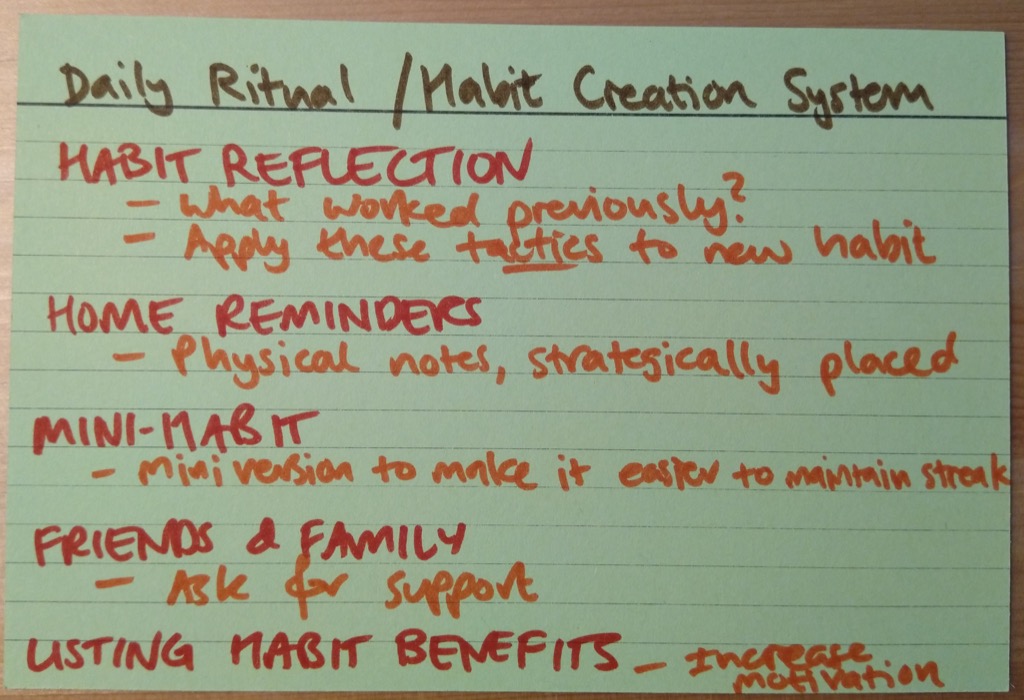 Daily Ritual / Habit Creation System
HABIT REFLECTION
- What worked previously?
- Apply these tactics to new habit
HOME REMINDERS
- Physical notes, strategically placed
MINI-HABIT
- mini version to make it easier to maintain streak
FRIENDS & FAMILY
- Ask for support
LISTING HABIT BENEFITS - Increase
motivation